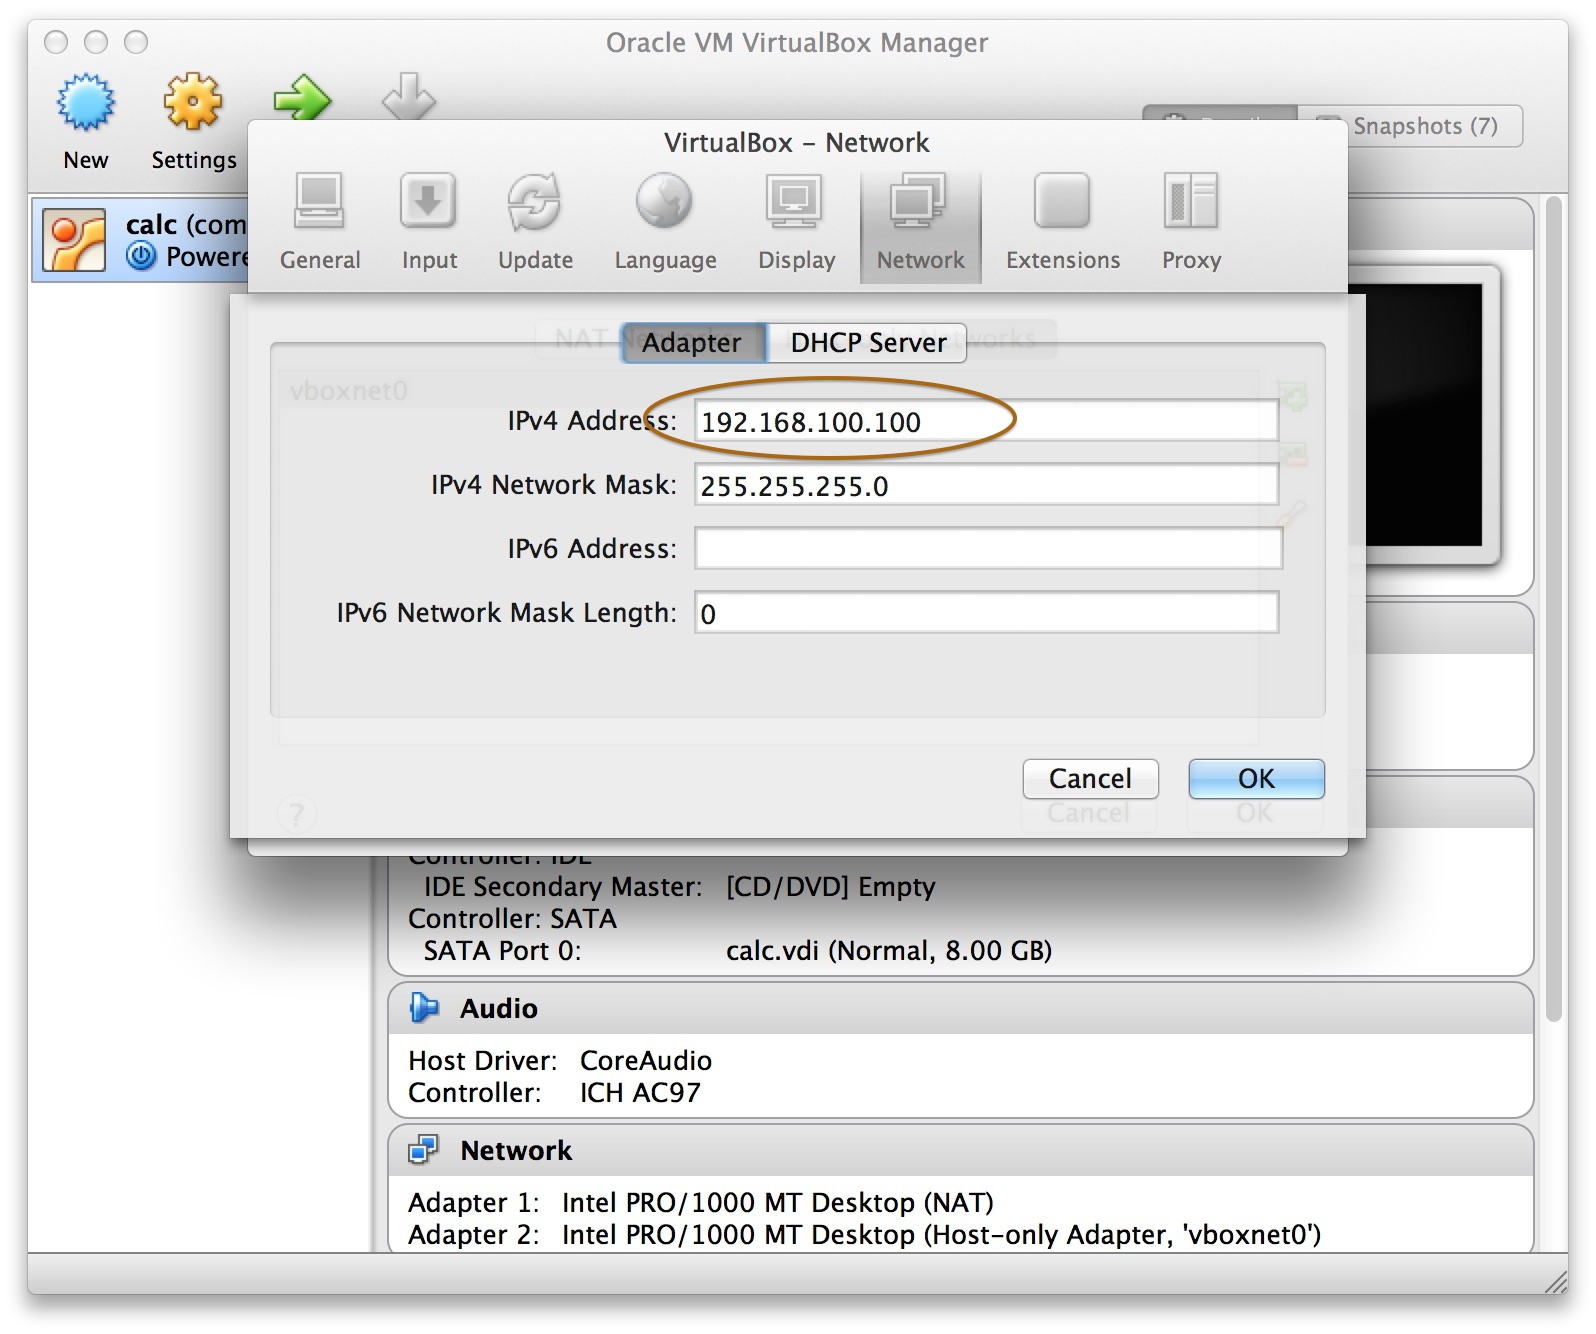 Oracle VM VirtualBox Manager
New
Settings
Snapshots (7)
calc (com
Powere
VirtualBox – Network
General
Input
Update
Language
Display
Network
Extensions
Proxy
NAT Networks
Adapter
DHCP Server
vboxnet0
IPv4 Address: 192.168.100.100
IPv4 Network Mask: 255.255.255.0
IPv6 Address:
IPv6 Network Mask Length: 0
Cancel
OK
?
Cancel
OK
Controller: IDE
IDE Secondary Master: [CD/DVD] Empty
Controller: SATA
SATA Port 0: calc.vdi (Normal, 8.00 GB)
Audio
Host Driver: CoreAudio
Controller: ICH AC97
Network
Adapter 1: Intel PRO/1000 MT Desktop (NAT)
Adapter 2: Intel PRO/1000 MT Desktop (Host-only Adapter, 'vboxnet0')